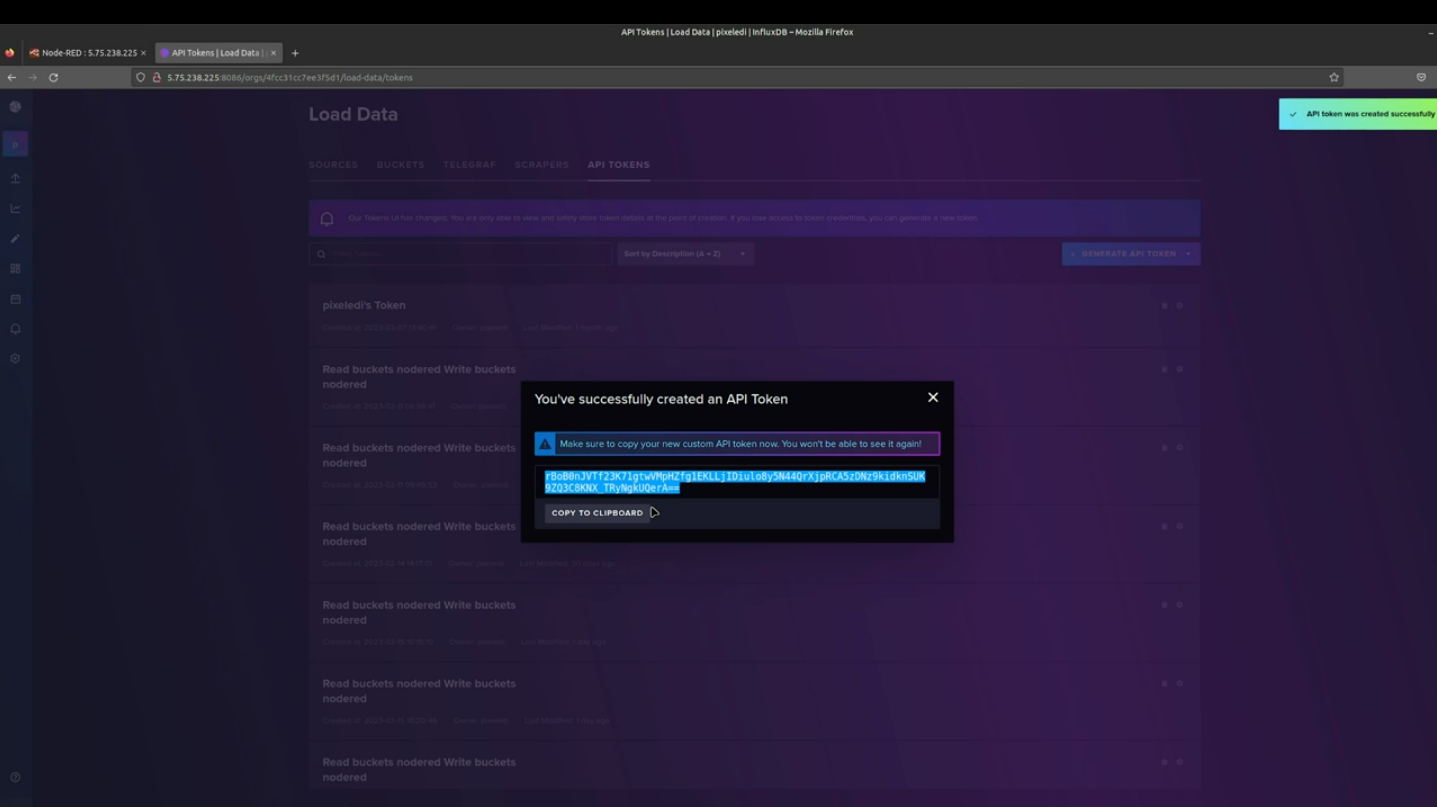 API Tokens | Load Data | pixeledi | InfluxDB – Mozilla Firefox
Node-RED : 5.75.238.225
API Tokens | Load Data |
5.75.238.225:8086/orgs/4fcc31cc7ee3f5d1/load-data/tokens
Load Data
API token was created successfully
SOURCES BUCKETS TELEGRAF SCRAPERS API TOKENS
Our Tokens UI has changed. You are only able to view and safely store token details at the point of creation. If you lose access to token credentials, you can generate a new token.
Sort by Description (A → Z)
GENERATE API TOKEN
pixeledi's Token
Read buckets nodered Write buckets
nodered
You've successfully created an API Token
Make sure to copy your new custom API token now. You won't be able to see it again!
rBoB0nJVTf23K71gtwVMpHZfg1EKLLjIDiulo8y5N44QrXjpRCA5zDNz9kidknSUK
9ZQ3C8KNX_TRyNgkUQerA==
COPY TO CLIPBOARD
Read buckets nodered Write buckets
nodered
Read buckets nodered Write buckets
nodered
Read buckets nodered Write buckets
nodered
Read buckets nodered Write buckets
nodered
Read buckets nodered Write buckets
nodered